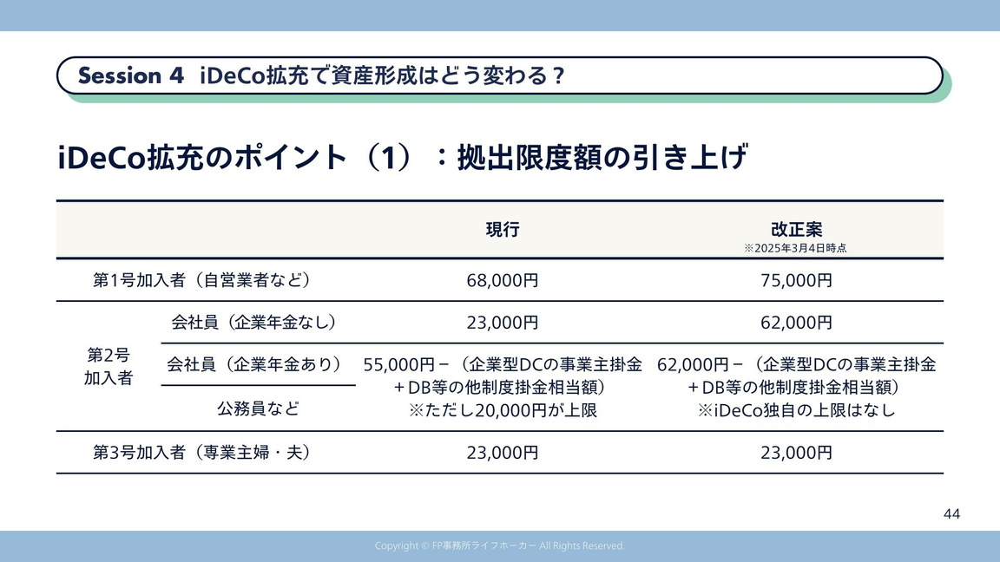 Session 4 iDeCo拡充で資産形成はどう変わる？
iDeCo拡充のポイント（1）：拠出限度額の引き上げ
現行
改正案
※2025年3月4日時点
第1号加入者（自営業者など）
68,000円
75,000円
第2号
加入者
会社員（企業年金なし）
23,000円
62,000円
会社員（企業年金あり）
公務員など
55,000円－（企業型DCの事業主掛金
＋DB等の他制度掛金相当額）
※ただし20,000円が上限
62,000円－（企業型DCの事業主掛金
＋DB等の他制度掛金相当額）
※iDeCo独自の上限はなし
第3号加入者（専業主婦・夫）
23,000円
23,000円
44
Copyright © FP事務所ライフホーカー All Rights Reserved.